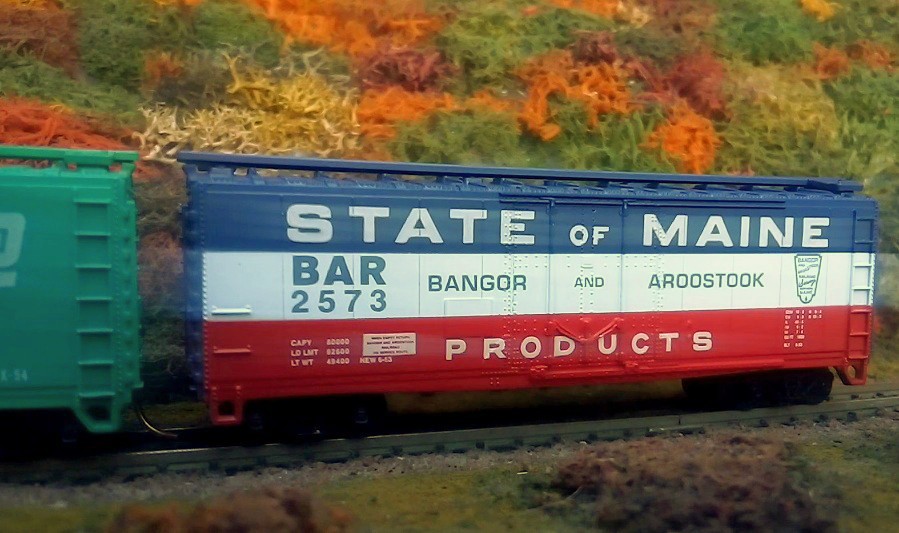 STATE OF MAINE
BAR
2573
BANGOR AND AROOSTOOK
PRODUCTS
CAPY 80000
LD LMT 82600
LT WT 49400 NEW 5-53